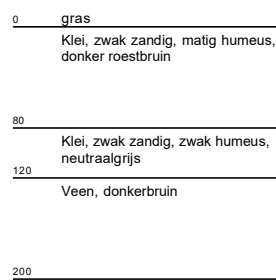 0 gras
Klei, zwak zandig, matig humeus,
donker roestbruin
80
Klei, zwak zandig, zwak humeus,
neutraalgrijs
120
Veen, donkerbruin
200